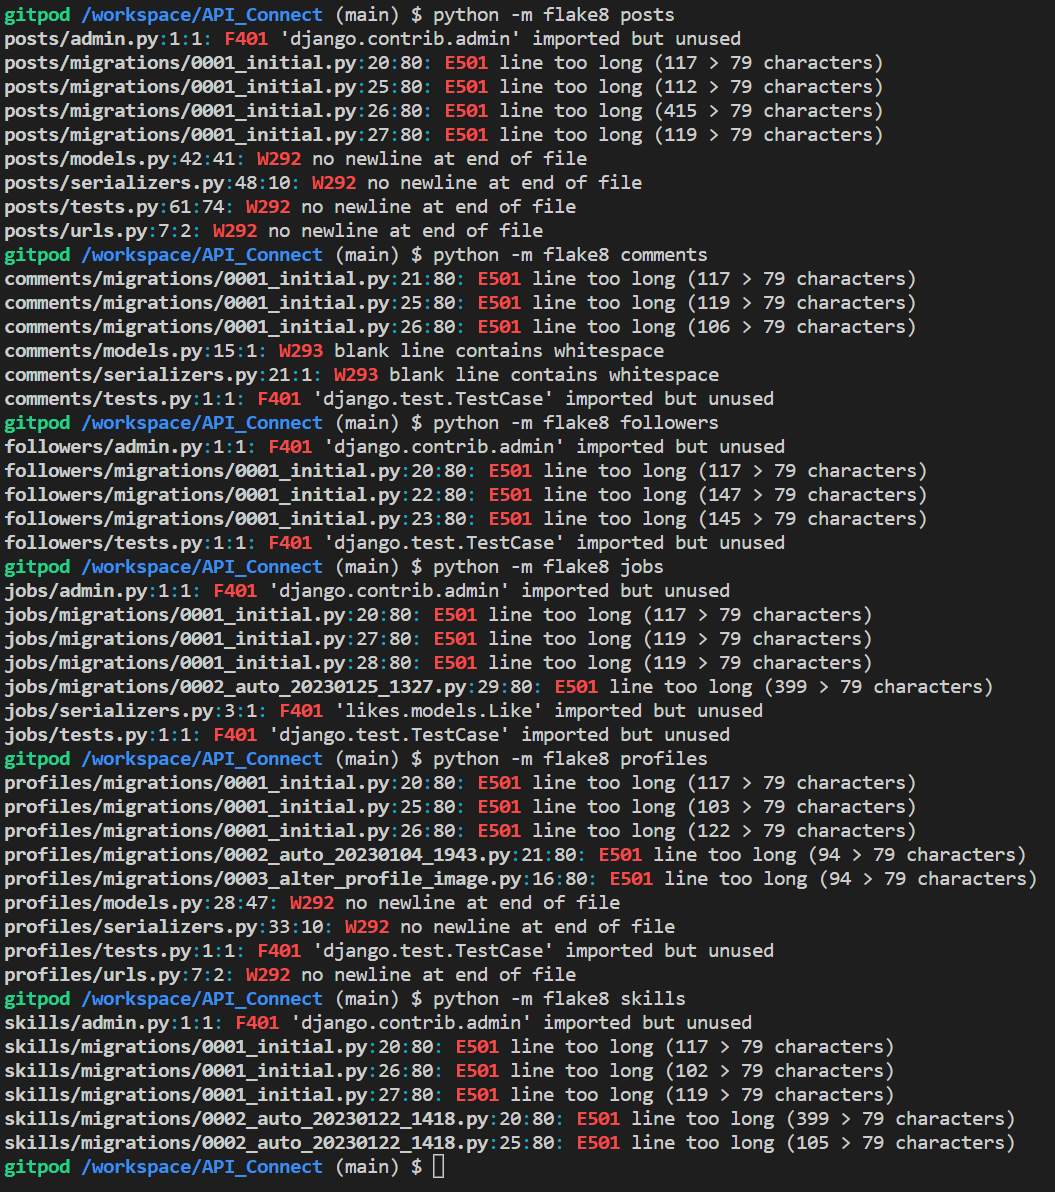 gitpod /workspace/API_Connect (main) $ python -m flake8 posts
posts/admin.py:1:1: F401 'django.contrib.admin' imported but unused
posts/migrations/0001_initial.py:20:80: E501 line too long (117 > 79 characters)
posts/migrations/0001_initial.py:25:80: E501 line too long (112 > 79 characters)
posts/migrations/0001_initial.py:26:80: E501 line too long (415 > 79 characters)
posts/migrations/0001_initial.py:27:80: E501 line too long (119 > 79 characters)
posts/models.py:42:41: W292 no newline at end of file
posts/serializers.py:48:10: W292 no newline at end of file
posts/tests.py:61:74: W292 no newline at end of file
posts/urls.py:7:2: W292 no newline at end of file
gitpod /workspace/API_Connect (main) $ python -m flake8 comments
comments/migrations/0001_initial.py:21:80: E501 line too long (117 > 79 characters)
comments/migrations/0001_initial.py:25:80: E501 line too long (119 > 79 characters)
comments/migrations/0001_initial.py:26:80: E501 line too long (106 > 79 characters)
comments/models.py:15:1: W293 blank line contains whitespace
comments/serializers.py:21:1: W293 blank line contains whitespace
comments/tests.py:1:1: F401 'django.test.TestCase' imported but unused
gitpod /workspace/API_Connect (main) $ python -m flake8 followers
followers/admin.py:1:1: F401 'django.contrib.admin' imported but unused
followers/migrations/0001_initial.py:20:80: E501 line too long (117 > 79 characters)
followers/migrations/0001_initial.py:22:80: E501 line too long (147 > 79 characters)
followers/migrations/0001_initial.py:23:80: E501 line too long (145 > 79 characters)
followers/tests.py:1:1: F401 'django.test.TestCase' imported but unused
gitpod /workspace/API_Connect (main) $ python -m flake8 jobs
jobs/admin.py:1:1: F401 'django.contrib.admin' imported but unused
jobs/migrations/0001_initial.py:20:80: E501 line too long (117 > 79 characters)
jobs/migrations/0001_initial.py:27:80: E501 line too long (119 > 79 characters)
jobs/migrations/0001_initial.py:28:80: E501 line too long (119 > 79 characters)
jobs/migrations/0002_auto_20230125_1327.py:29:80: E501 line too long (399 > 79 characters)
jobs/serializers.py:3:1: F401 'likes.models.Like' imported but unused
jobs/tests.py:1:1: F401 'django.test.TestCase' imported but unused
gitpod /workspace/API_Connect (main) $ python -m flake8 profiles
profiles/migrations/0001_initial.py:20:80: E501 line too long (117 > 79 characters)
profiles/migrations/0001_initial.py:25:80: E501 line too long (103 > 79 characters)
profiles/migrations/0001_initial.py:26:80: E501 line too long (122 > 79 characters)
profiles/migrations/0002_auto_20230104_1943.py:21:80: E501 line too long (94 > 79 characters)
profiles/migrations/0003_alter_profile_image.py:16:80: E501 line too long (94 > 79 characters)
profiles/models.py:28:47: W292 no newline at end of file
profiles/serializers.py:33:10: W292 no newline at end of file
profiles/tests.py:1:1: F401 'django.test.TestCase' imported but unused
profiles/urls.py:7:2: W292 no newline at end of file
gitpod /workspace/API_Connect (main) $ python -m flake8 skills
skills/admin.py:1:1: F401 'django.contrib.admin' imported but unused
skills/migrations/0001_initial.py:20:80: E501 line too long (117 > 79 characters)
skills/migrations/0001_initial.py:26:80: E501 line too long (102 > 79 characters)
skills/migrations/0001_initial.py:27:80: E501 line too long (119 > 79 characters)
skills/migrations/0002_auto_20230122_1418.py:20:80: E501 line too long (399 > 79 characters)
skills/migrations/0002_auto_20230122_1418.py:25:80: E501 line too long (105 > 79 characters)
gitpod /workspace/API_Connect (main) $